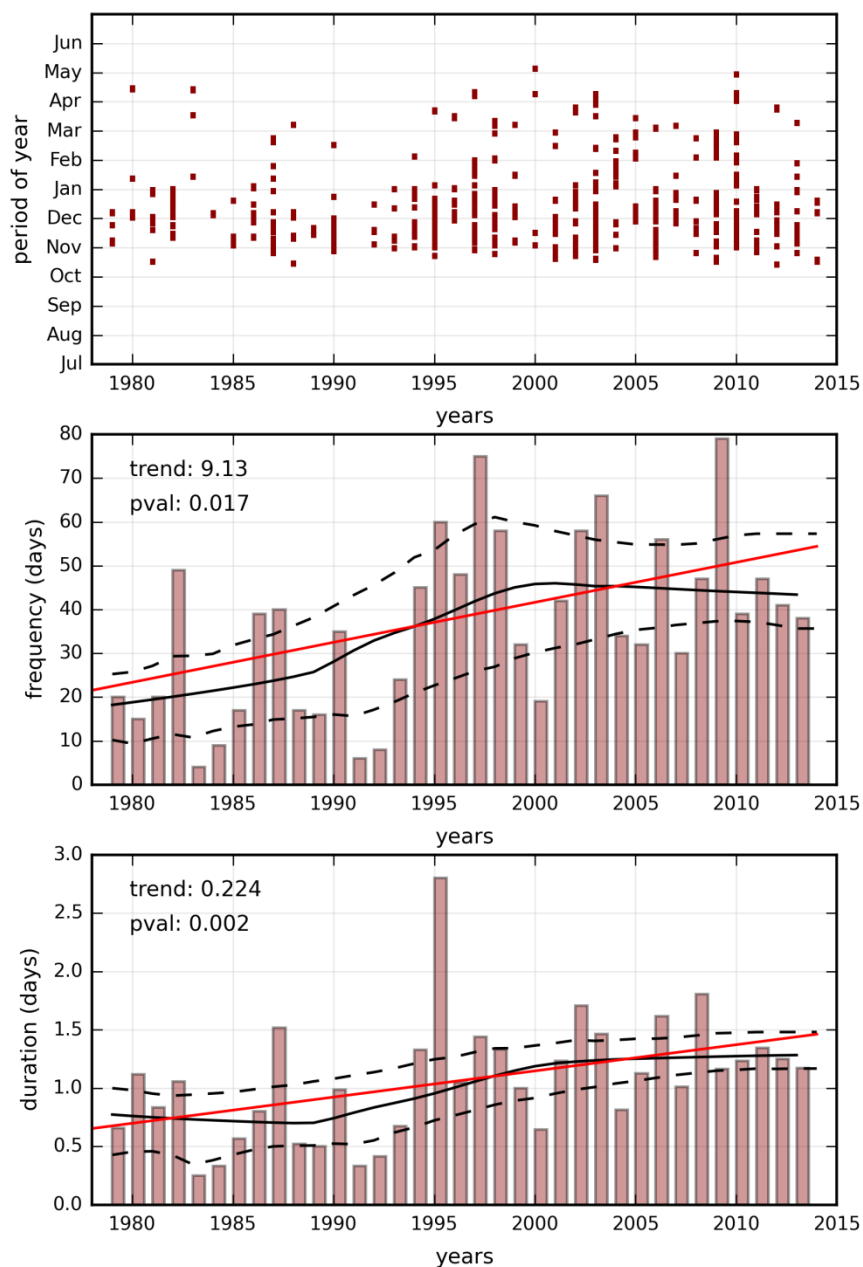 Jun
May
Apr
Mar
Feb
Jan
Dec
Nov
Oct
Sep
Aug
Jul
period of year
1980 1985 1990 1995 2000 2005 2010 2015
years
80
70
60
50
40
30
20
10
0
frequency (days)
trend: 9.13
pval: 0.017
1980 1985 1990 1995 2000 2005 2010 2015
years
3.0
2.5
2.0
1.5
1.0
0.5
0.0
duration (days)
trend: 0.224
pval: 0.002
1980 1985 1990 1995 2000 2005 2010 2015
years